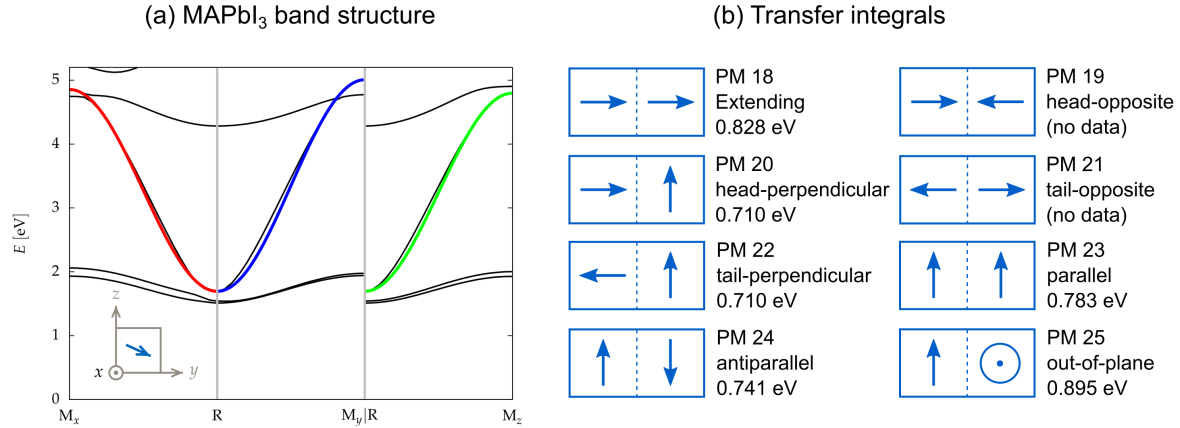 (a) MAPbI₃ band structure
(b) Transfer integrals
E [eV]
5
4
3
2
1
0
z
x
y
Mₓ
R
M_y|R
M_z
PM 18
Extending
0.828 eV
PM 19
head-opposite
(no data)
PM 20
head-perpendicular
0.710 eV
PM 21
tail-opposite
(no data)
PM 22
tail-perpendicular
0.710 eV
PM 23
parallel
0.783 eV
PM 24
antiparallel
0.741 eV
PM 25
out-of-plane
0.895 eV